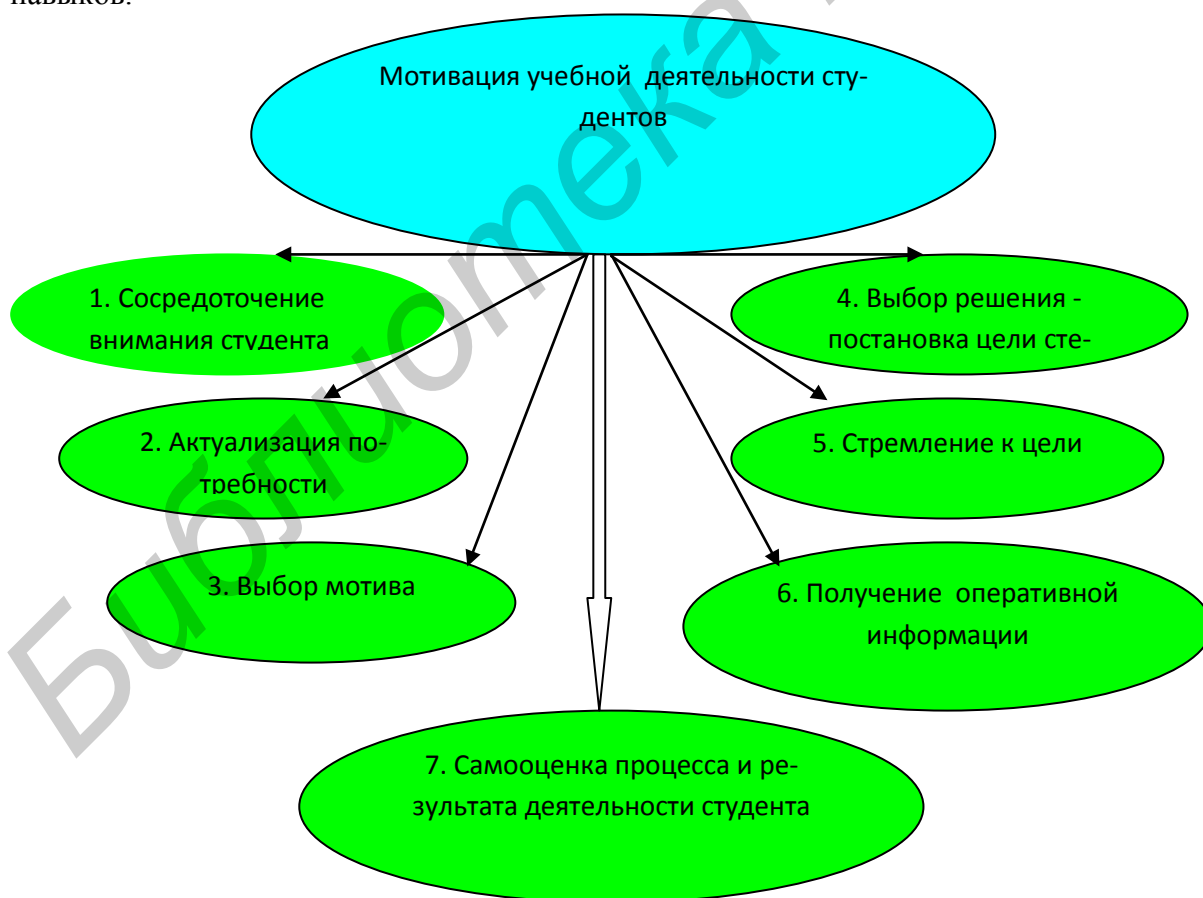 навыков.
Мотивация учебной деятельности сту-
дентов
1. Сосредоточение
внимания студента
4. Выбор решения -
постановка цели сте-
2. Актуализация по-
требности
5. Стремление к цели
3. Выбор мотива
6. Получение оперативной
информации
7. Самооценка процесса и ре-
зультата деятельности студента
Библиотека